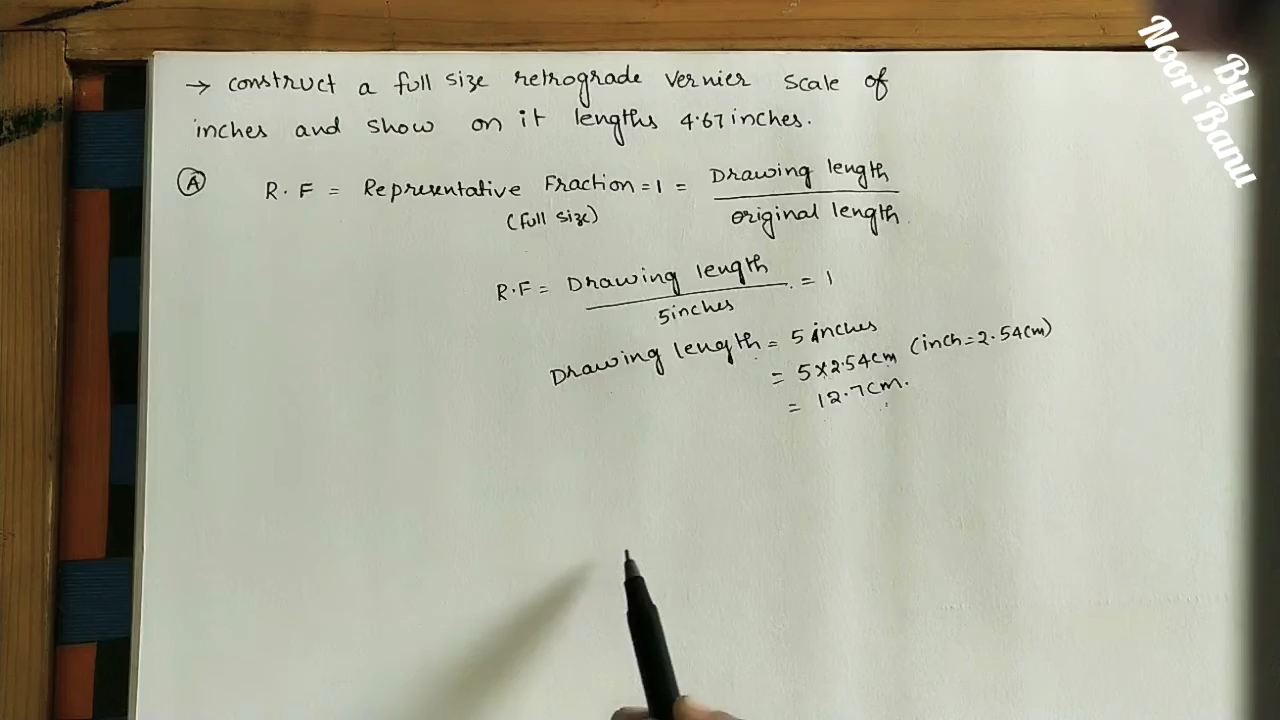 → construct a full size retrograde vernier scale of
inches and show on it lengths 4.67 inches.
A R.F = Representative Fraction = 1 = Drawing length
(full size) original length
R.F = Drawing length = 1
5inches
Drawing length = 5 inches
= 5x2.54cm (inch=2.54cm)
= 12.7cm.
By
Noori Banu